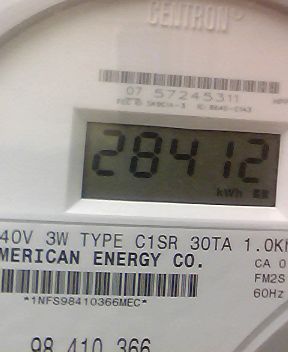 CENTRON
07 57245311
28412
kWh
40V 3W TYPE C1SR 30TA 1.0K
MERICAN ENERGY CO.
CA 0
FM2S
60Hz
*1NFS98410366MEC*
98 410 366